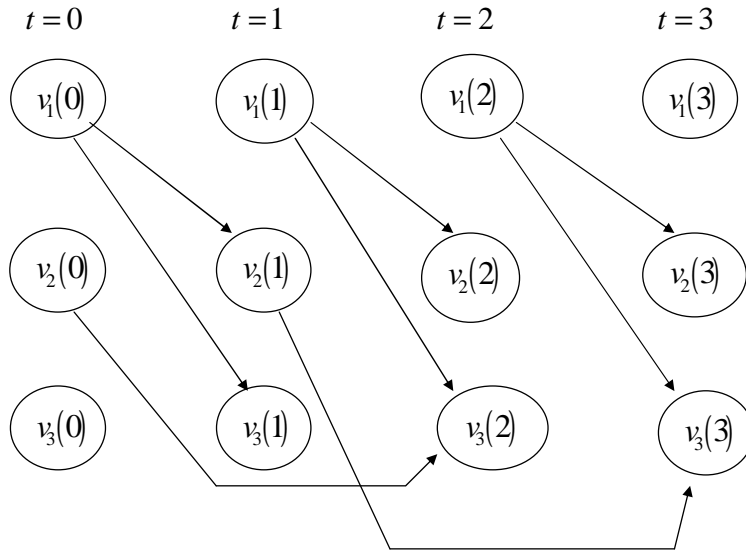 t = 0 t = 1 t = 2 t = 3
v₁(0) v₁(1) v₁(2) v₁(3)
v₂(0) v₂(1) v₂(2) v₂(3)
v₃(0) v₃(1) v₃(2) v₃(3)